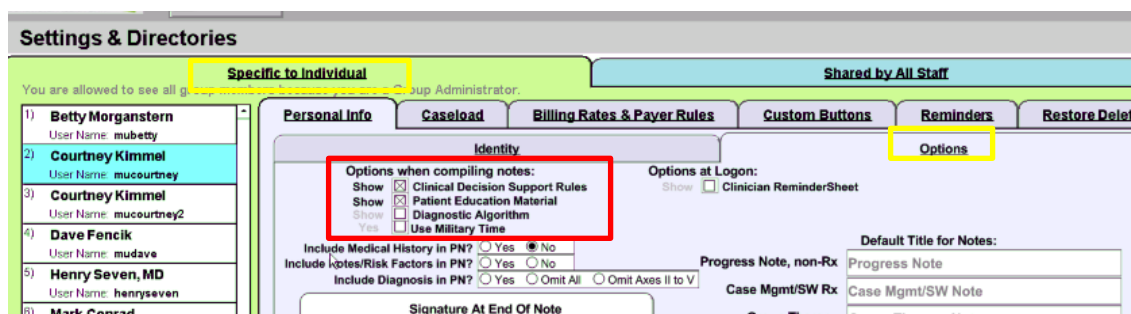 Settings & Directories
Specific to Individual
Shared by All Staff
You are allowed to see all group members because you are a Group Administrator.
1) Betty Morganstern
User Name: mubetty
2) Courtney Kimmel
User Name: mucourtney
3) Courtney Kimmel
User Name: mucourtney2
4) Dave Fencik
User Name: mudave
5) Henry Seven, MD
User Name: henryseven
6) Mark Conrad
Personal Info
Caseload
Billing Rates & Payer Rules
Custom Buttons
Reminders
Restore Delet
Identity
Options
Options when compiling notes:
Show Clinical Decision Support Rules
Show Patient Education Material
Show Diagnostic Algorithm
Yes Use Military Time
Options at Logon:
Show Clinician ReminderSheet
Include Medical History in PN? Yes No
Include Notes/Risk Factors in PN? Yes No
Include Diagnosis in PN? Yes Omit All Omit Axes II to V
Signature At End Of Note
Default Title for Notes:
Progress Note, non-Rx Progress Note
Case Mgmt/SW Rx Case Mgmt/SW Note